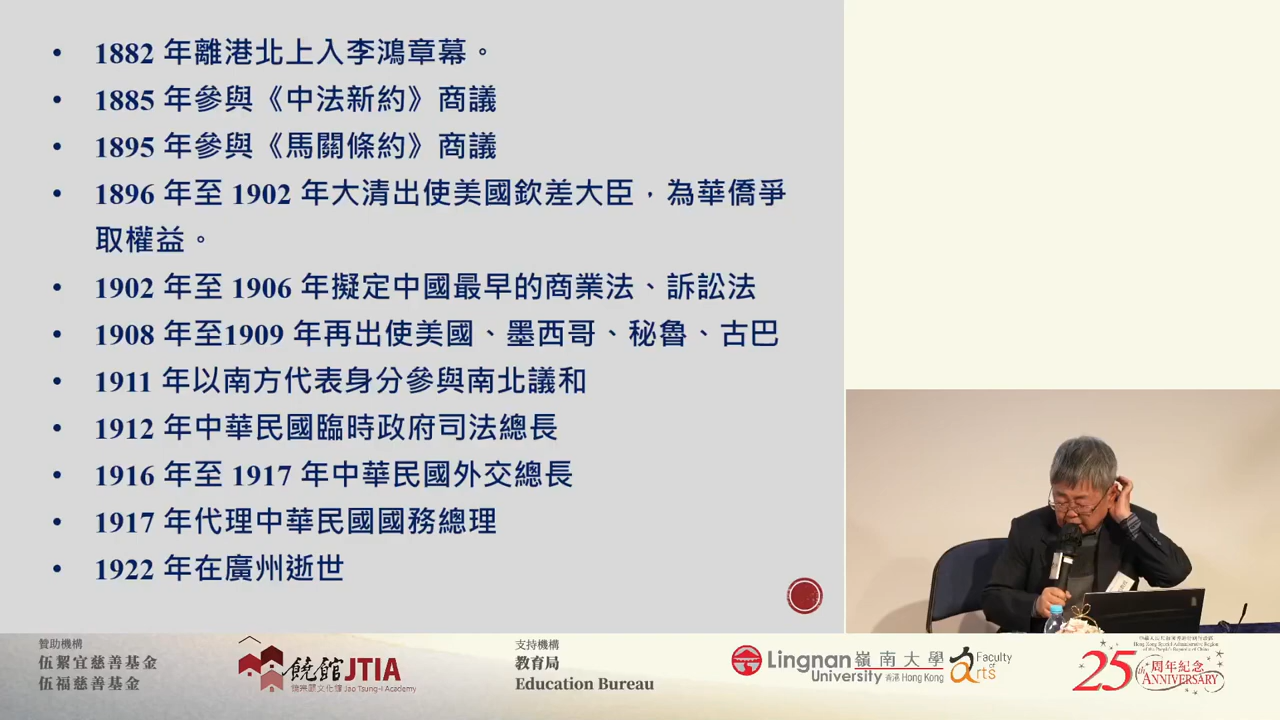 • 1882 年離港北上入李鴻章幕。
• 1885 年參與《中法新約》商議
• 1895 年參與《馬關條約》商議
• 1896 年至 1902 年大清出使美國欽差大臣，為華僑爭
取權益。
• 1902 年至 1906 年擬定中國最早的商業法、訴訟法
• 1908 年至1909 年再出使美國、墨西哥、秘魯、古巴
• 1911 年以南方代表身分參與南北議和
• 1912 年中華民國臨時政府司法總長
• 1916 年至 1917 年中華民國外交總長
• 1917 年代理中華民國國務總理
• 1922 年在廣州逝世
贊助機構
伍絜宜慈善基金
伍福慈善基金
饒館 JTIA
饒宗頤文化館 Jao Tsung-I Academy
支持機構
教育局
Education Bureau
Lingnan 嶺南大學
University 香港 Hong Kong
Faculty of
Arts
Hong Kong Special Administrative Region
25th 周年紀念
ANNIVERSARY